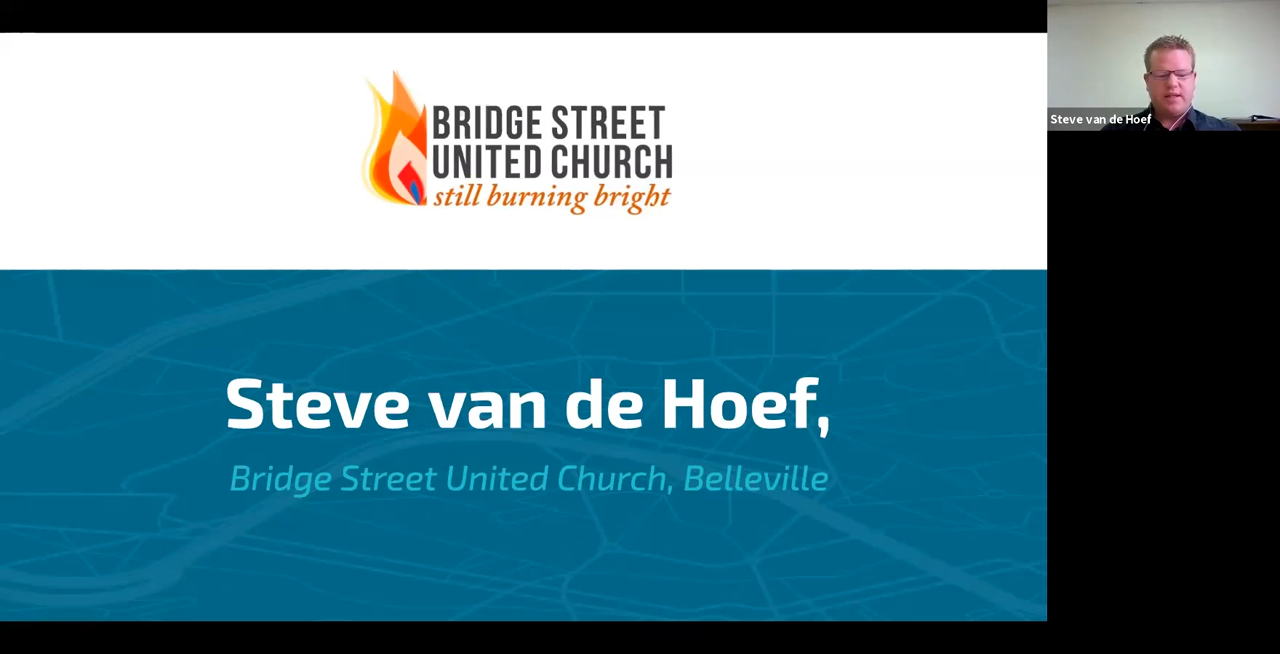 BRIDGE STREET
UNITED CHURCH
still burning bright
Steve van de Hoef
Steve van de Hoef,
Bridge Street United Church, Belleville